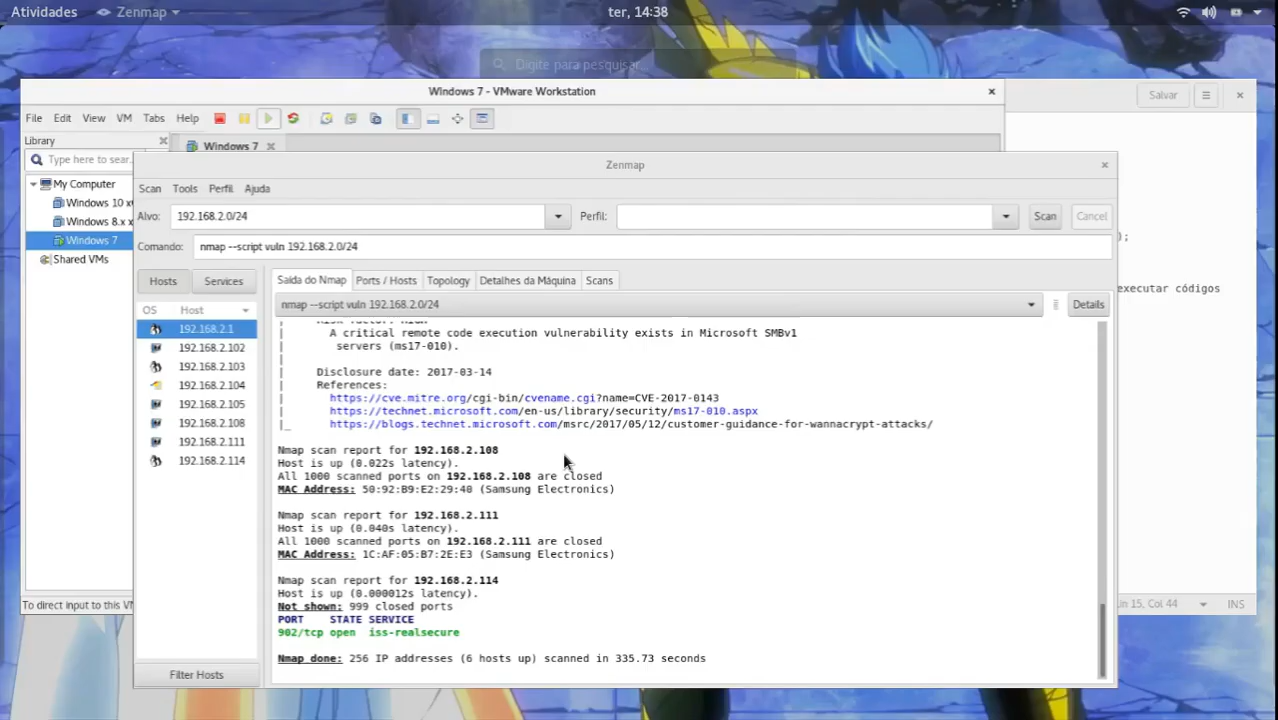 Atividades
Zenmap
ter, 14:38
Digite para pesquisar...
Windows 7 - VMware Workstation
Salvar
File Edit View VM Tabs Help
Library
Windows 7
Type here to sear.
My Computer
Windows 10 x
Windows 8.x x
Windows 7
Shared VMs
To direct input to this VM
Zenmap
Scan Tools Perfil Ajuda
Alvo: 192.168.2.0/24 Perfil: Scan Cancel
Comando: nmap --script vuln 192.168.2.0/24
Hosts Services
Saída do Nmap Ports / Hosts Topology Detalhes da Máquina Scans
OS Host
nmap --script vuln 192.168.2.0/24 Details
192.168.2.1
192.168.2.102
192.168.2.103
192.168.2.104
192.168.2.105
192.168.2.108
192.168.2.111
192.168.2.114
Filter Hosts
| A critical remote code execution vulnerability exists in Microsoft SMBv1
| servers (ms17-010).
|
| Disclosure date: 2017-03-14
| References:
| https://cve.mitre.org/cgi-bin/cvename.cgi?name=CVE-2017-0143
| https://technet.microsoft.com/en-us/library/security/ms17-010.aspx
|_ https://blogs.technet.microsoft.com/msrc/2017/05/12/customer-guidance-for-wannacrypt-attacks/
Nmap scan report for 192.168.2.108
Host is up (0.022s latency).
All 1000 scanned ports on 192.168.2.108 are closed
MAC Address: 50:92:B9:E2:29:40 (Samsung Electronics)
Nmap scan report for 192.168.2.111
Host is up (0.040s latency).
All 1000 scanned ports on 192.168.2.111 are closed
MAC Address: 1C:AF:05:B7:2E:E3 (Samsung Electronics)
Nmap scan report for 192.168.2.114
Host is up (0.000012s latency).
Not shown: 999 closed ports
PORT STATE SERVICE
902/tcp open iss-realsecure
Nmap done: 256 IP addresses (6 hosts up) scanned in 335.73 seconds
);
executar códigos
Ln 15, Col 44 INS